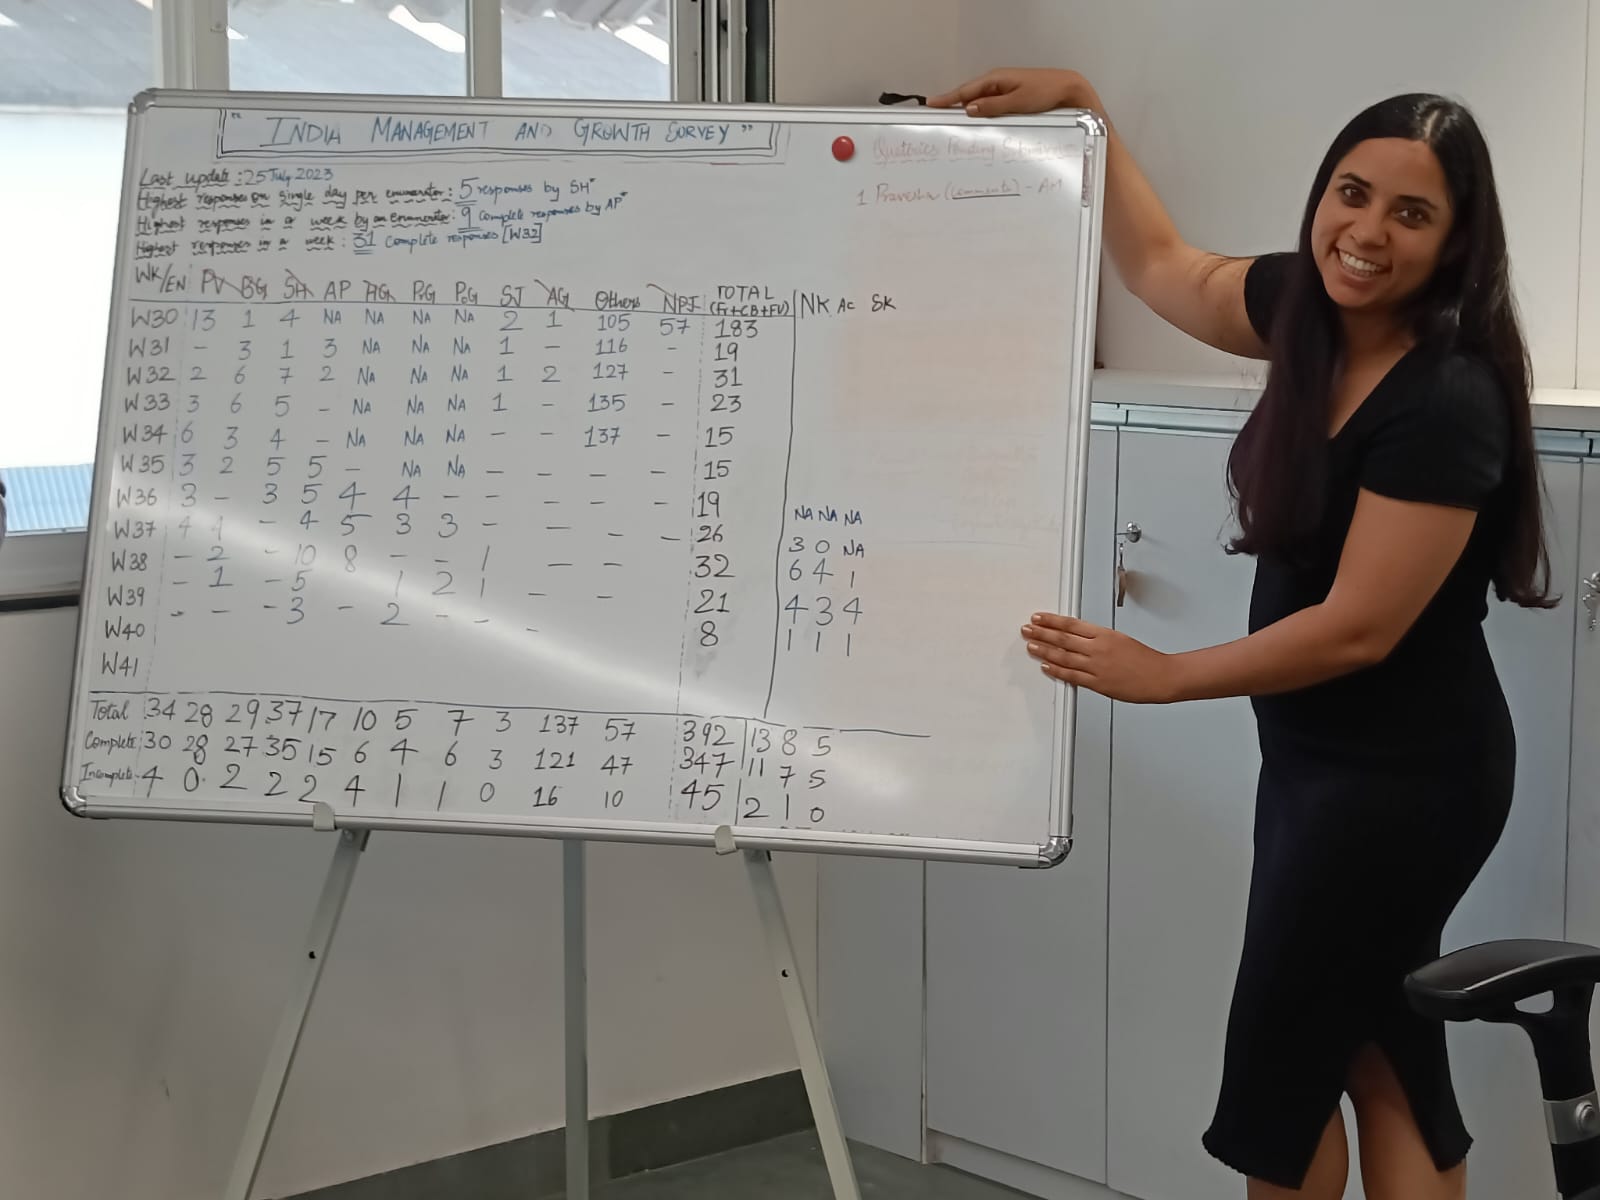 " INDIA MANAGEMENT AND GROWTH SURVEY "
Last update : 25 July 2023
Highest responses on single day per enumerator : 5 responses by SH*
Highest responses in a week by an enumerator : 9 complete responses by AP*
Highest responses in a week : 31 complete responses [W32]
Quotories Pending
1 Pravesha (comments) - AM
WK/EN PV BG SH AP HG PrG PoG SJ AG Others NPJ TOTAL (Fr+CB+FV) NK AC SK
W30 13 1 4 NA NA NA NA 2 1 105 57 183
W31 - 3 1 3 NA NA NA 1 - 116 - 19
W32 2 6 7 2 NA NA NA 1 2 127 - 31
W33 3 6 5 - NA NA NA 1 - 135 - 23
W34 6 3 4 - NA NA NA - - 137 - 15
W35 3 2 5 5 - NA NA - - - - 15
W36 3 - 3 5 4 4 - - - - - 19 NA NA NA
W37 4 4 - 4 5 3 3 - - - - 26 3 0 NA
W38 - 2 - 10 8 - - 1 - - 32 6 4 1
W39 - 1 - 5 1 2 1 - - 21 4 3 4
W40 - - - 3 - 2 - - - 8 1 1 1
W41
Total 34 28 29 37 17 10 5 7 3 137 57 392 13 8 5
Complete 30 28 27 35 15 6 4 6 3 121 47 347 11 7 5
Incomplete 4 0 2 2 2 4 1 1 0 16 10 45 2 1 0